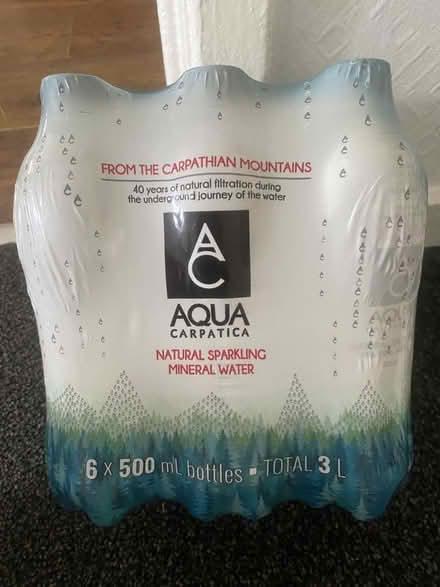 FROM THE CARPATHIAN MOUNTAINS
40 years of natural filtration during
the underground journey of the water
AC
AQUA
CARPATICA
NATURAL SPARKLING
MINERAL WATER
6 x 500 mL bottles ▪ TOTAL 3 L